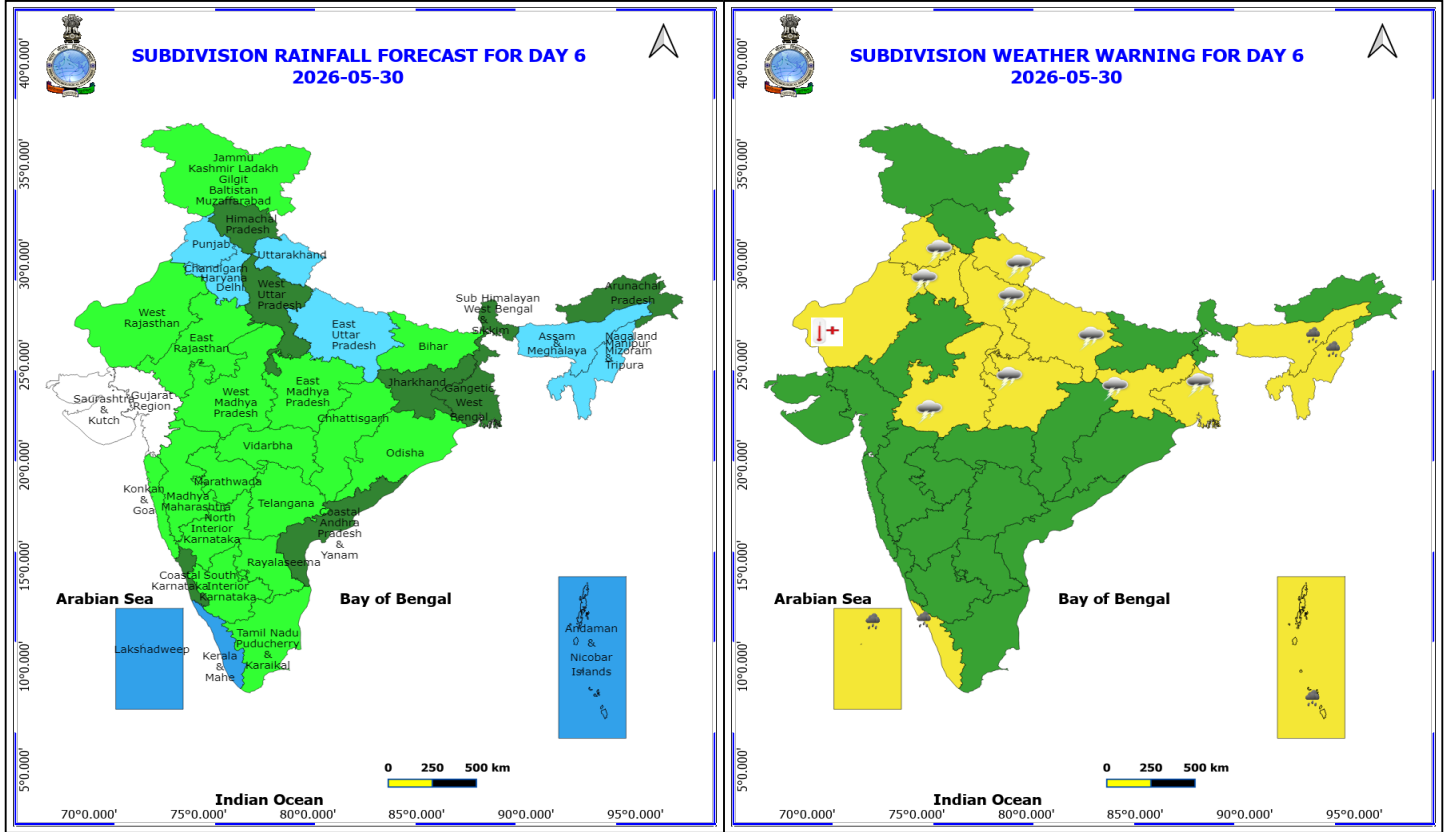 SUBDIVISION RAINFALL FORECAST FOR DAY 6
2026-05-30
40°0.000'
35°0.000'
30°0.000'
25°0.000'
20°0.000'
15°0.000'
10°0.000'
5°0.000'
Jammu
Kashmir Ladakh
Gilgit
Baltistan
Muzaffarabad
Himachal
Pradesh
Punjab
Uttarakhand
Chandigarh
Haryana
Delhi
West
Uttar
Pradesh
Arunachal
Pradesh
Sub Himalayan
West Bengal
&
Sikkim
West
Rajasthan
East
Rajasthan
East
Uttar
Pradesh
Bihar
Assam
&
Meghalaya
Nagaland
Manipur
Mizoram
&
Tripura
Saurashtra
&
Kutch
Gujarat
Region
West
Madhya
Pradesh
East
Madhya
Pradesh
Jharkhand
Gangetic
West
Bengal
Chhattisgarh
Vidarbha
Odisha
Konkan
&
Goa
Marathwada
Madhya
Maharashtra
Telangana
North
Interior
Karnataka
Coastal
Andhra
Pradesh
&
Yanam
Rayalaseema
Coastal
Karnataka
South
Interior
Karnataka
Arabian Sea
Bay of Bengal
Lakshadweep
Kerala
&
Mahe
Tamil Nadu
Puducherry
&
Karaikal
Andaman
&
Nicobar
Islands
0 250 500 km
Indian Ocean
70°0.000' 75°0.000' 80°0.000' 85°0.000' 90°0.000' 95°0.000'
SUBDIVISION WEATHER WARNING FOR DAY 6
2026-05-30
40°0.000'
35°0.000'
30°0.000'
25°0.000'
20°0.000'
15°0.000'
10°0.000'
5°0.000'
Arabian Sea
Bay of Bengal
0 250 500 km
Indian Ocean
70°0.000' 75°0.000' 80°0.000' 85°0.000' 90°0.000' 95°0.000'